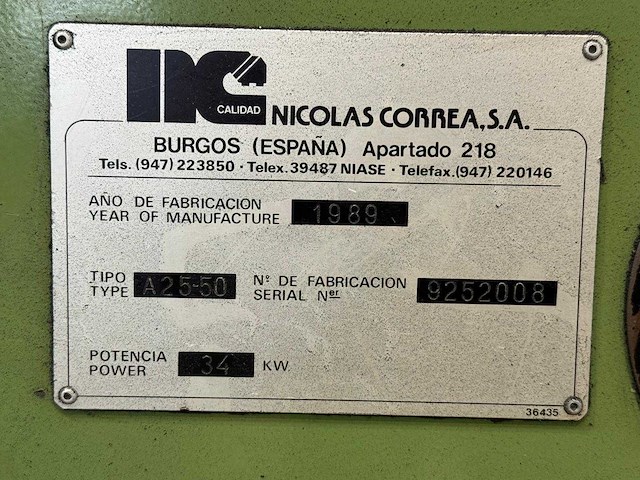 nc
CALIDAD
NICOLAS CORREA, S.A.
BURGOS (ESPAÑA) Apartado 218
Tels. (947) 223850 · Telex. 39487 NIASE · Telefax. (947) 220146
AÑO DE FABRICACION
YEAR OF MANUFACTURE 1989
TIPO
TYPE A25-50
Nº DE FABRICACION
SERIAL Ner 9252008
POTENCIA
POWER 34 KW
36435